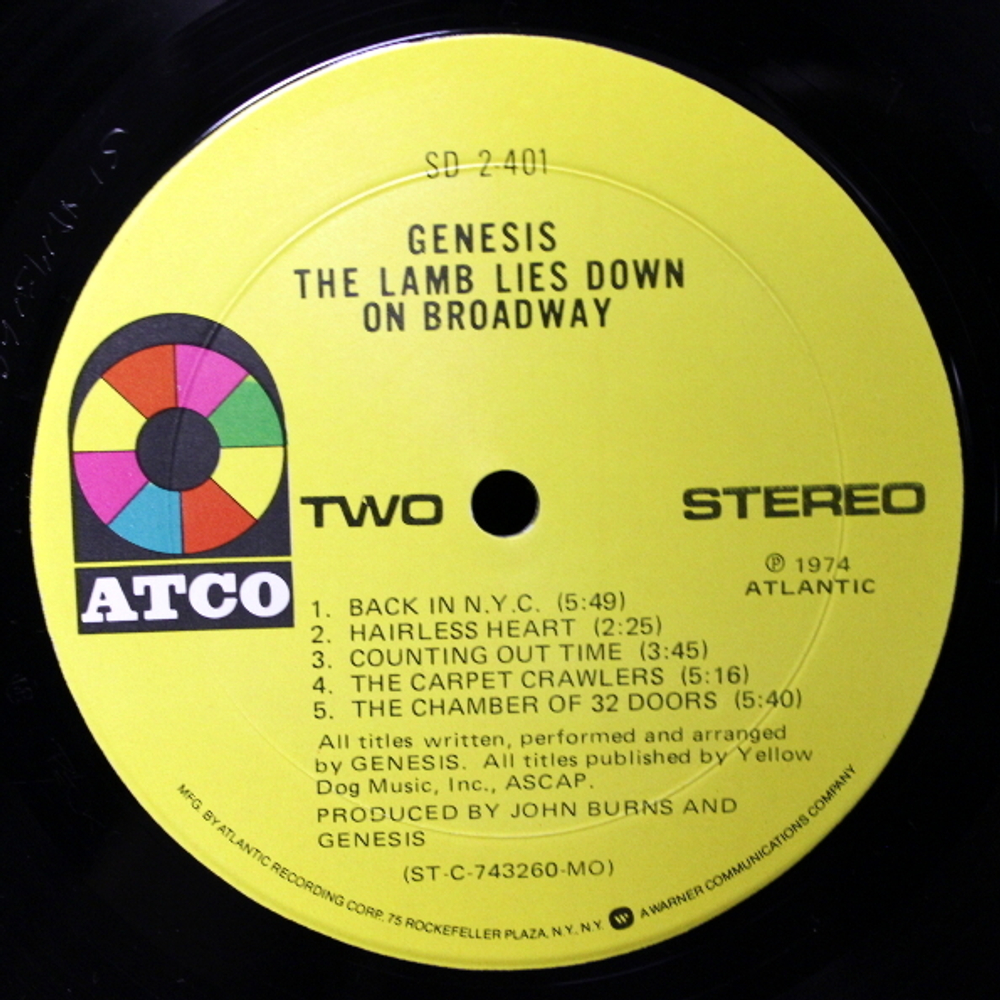 SD 2-401
GENESIS
THE LAMB LIES DOWN
ON BROADWAY
ATCO
TWO
STEREO
℗ 1974
ATLANTIC
1. BACK IN N.Y.C. (5:49)
2. HAIRLESS HEART (2:25)
3. COUNTING OUT TIME (3:45)
4. THE CARPET CRAWLERS (5:16)
5. THE CHAMBER OF 32 DOORS (5:40)
All titles written, performed and arranged
by GENESIS. All titles published by Yellow
Dog Music, Inc., ASCAP.
PRODUCED BY JOHN BURNS AND
GENESIS
(ST-C-743260-MO)
MFG. BY ATLANTIC RECORDING CORP. 75 ROCKEFELLER PLAZA, N.Y., N.Y. W A WARNER COMMUNICATIONS COMPANY